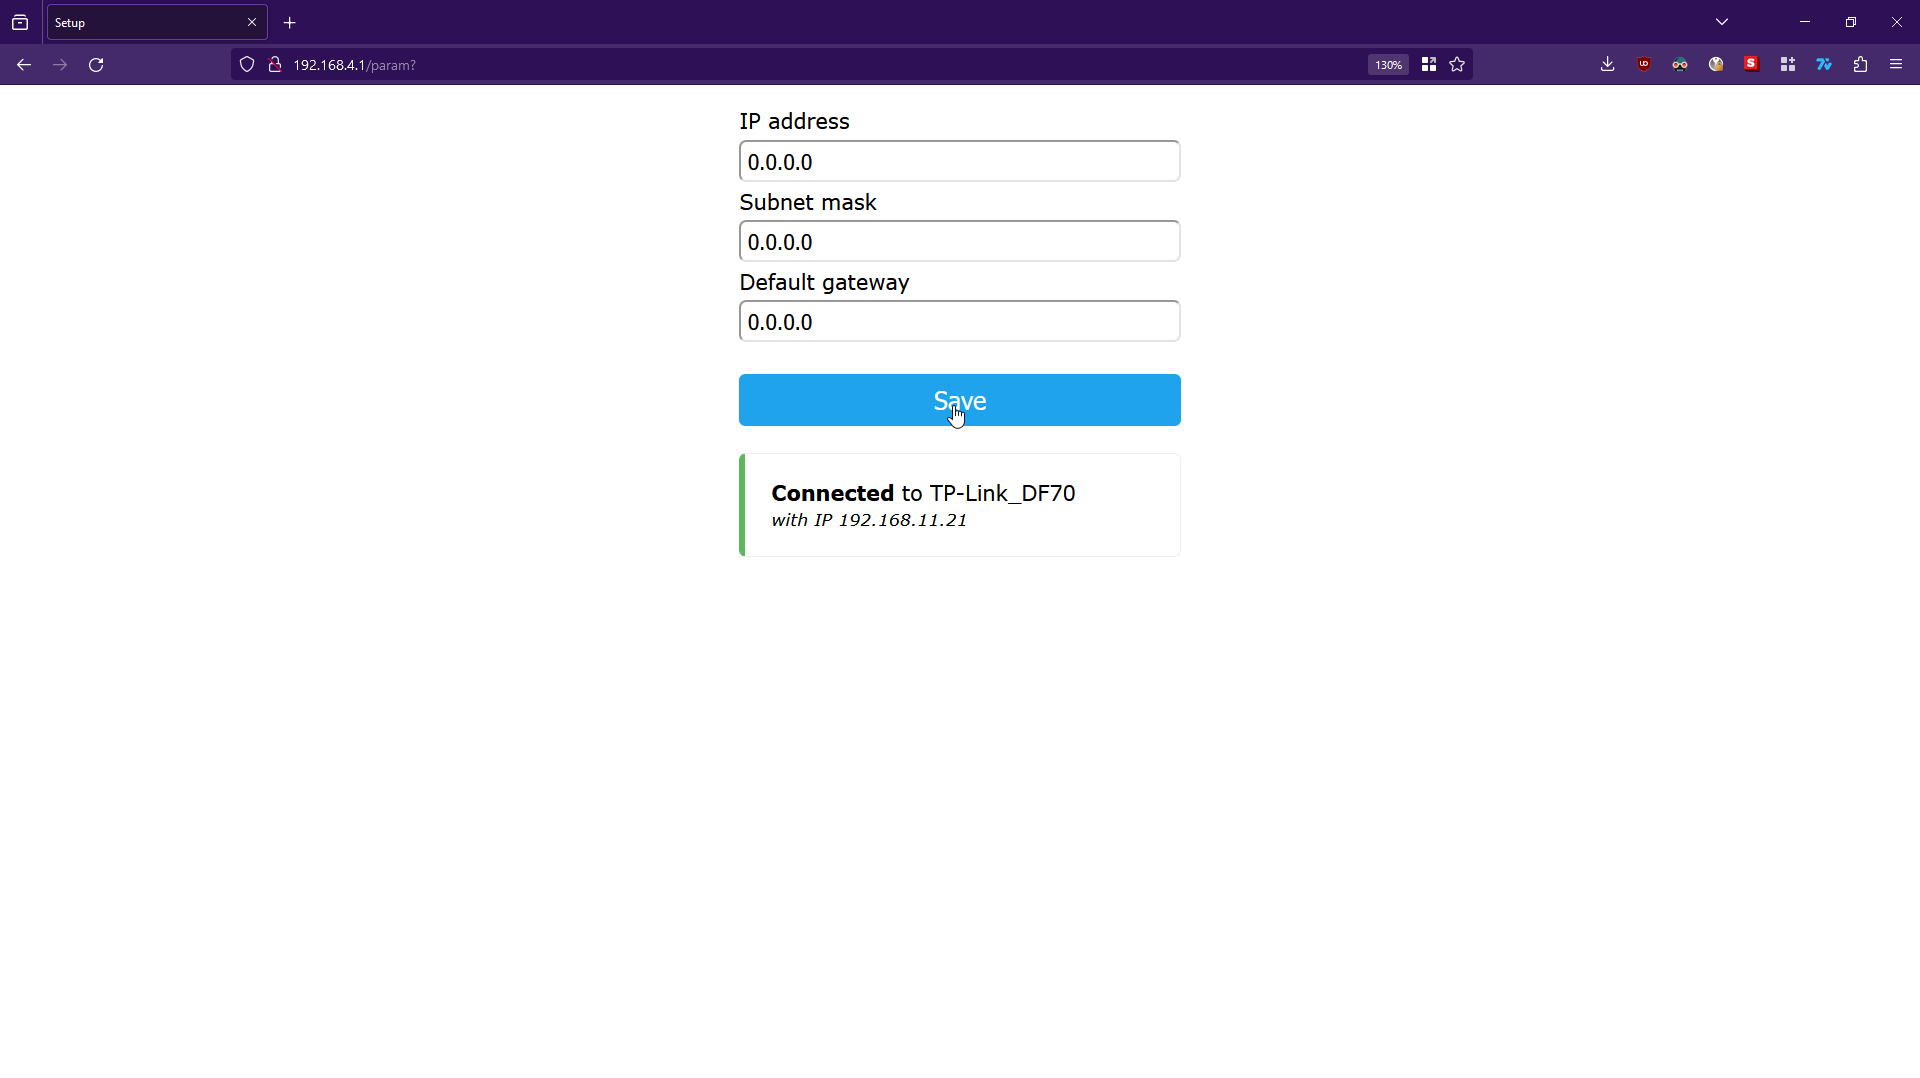 Setup
192.168.4.1/param?
130%
IP address
0.0.0.0
Subnet mask
0.0.0.0
Default gateway
0.0.0.0
Save
Connected to TP-Link_DF70
with IP 192.168.11.21